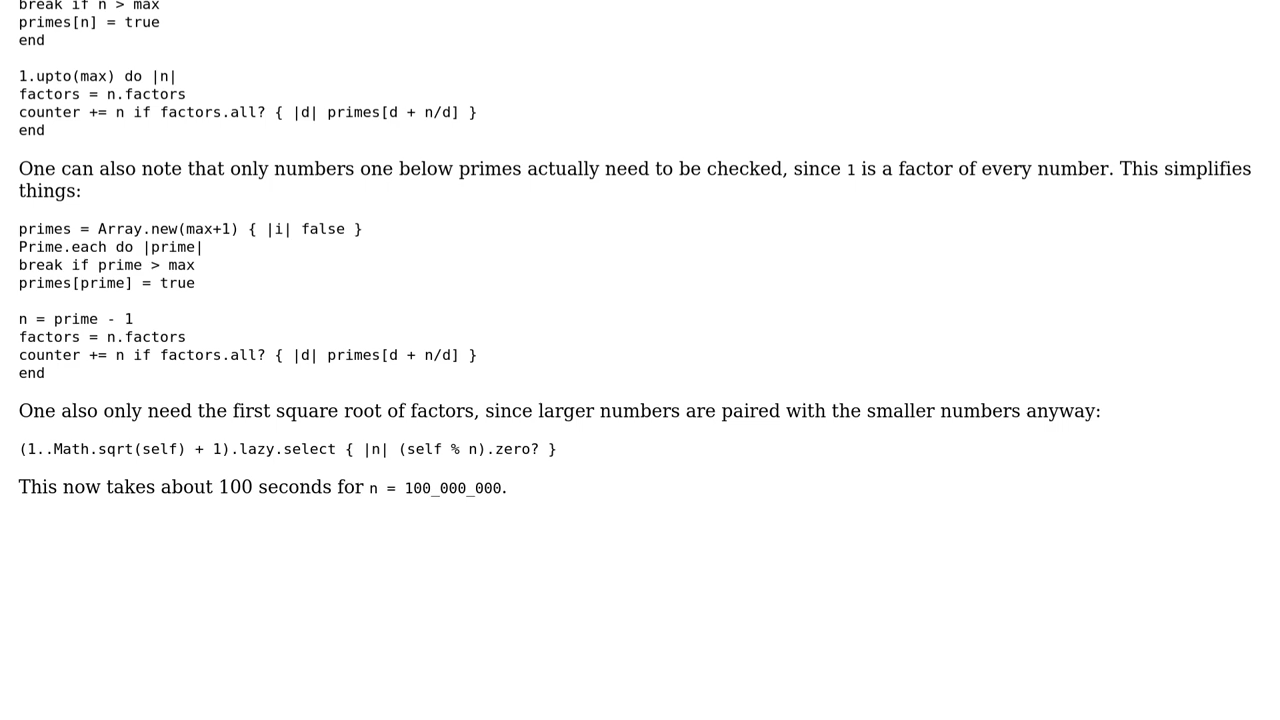 break if n > max
primes[n] = true
end
1.upto(max) do |n|
factors = n.factors
counter += n if factors.all? { |d| primes[d + n/d] }
end
One can also note that only numbers one below primes actually need to be checked, since 1 is a factor of every number. This simplifies
things:
primes = Array.new(max+1) { |i| false }
Prime.each do |prime|
break if prime > max
primes[prime] = true
n = prime - 1
factors = n.factors
counter += n if factors.all? { |d| primes[d + n/d] }
end
One also only need the first square root of factors, since larger numbers are paired with the smaller numbers anyway:
(1..Math.sqrt(self) + 1).lazy.select { |n| (self % n).zero? }
This now takes about 100 seconds for n = 100_000_000.